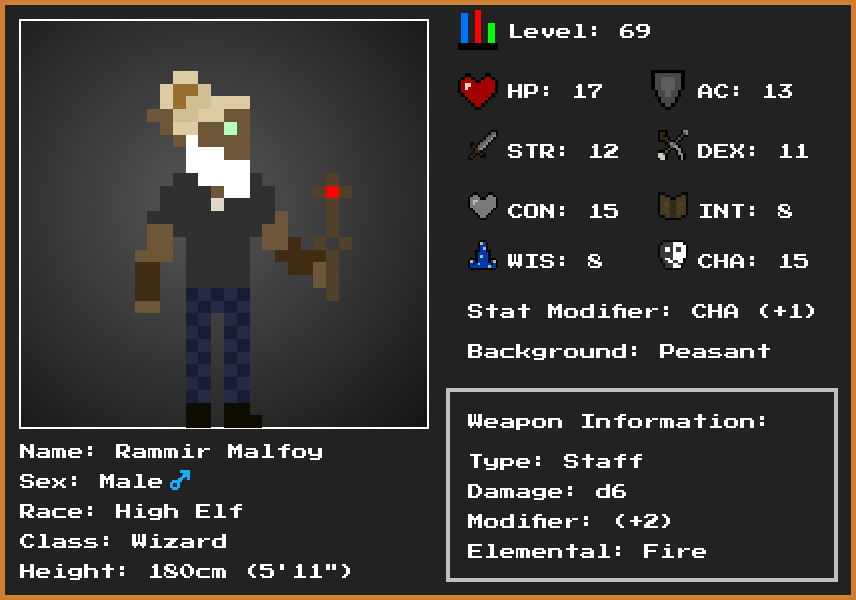 Level: 69
HP: 17
AC: 13
STR: 12
DEX: 11
CON: 15
INT: 8
WIS: 8
CHA: 15
Stat Modifier: CHA (+1)
Background: Peasant
Weapon Information:
Type: Staff
Damage: d6
Modifier: (+2)
Elemental: Fire
Name: Rammir Malfoy
Sex: Male♂
Race: High Elf
Class: Wizard
Height: 180cm (5'11")